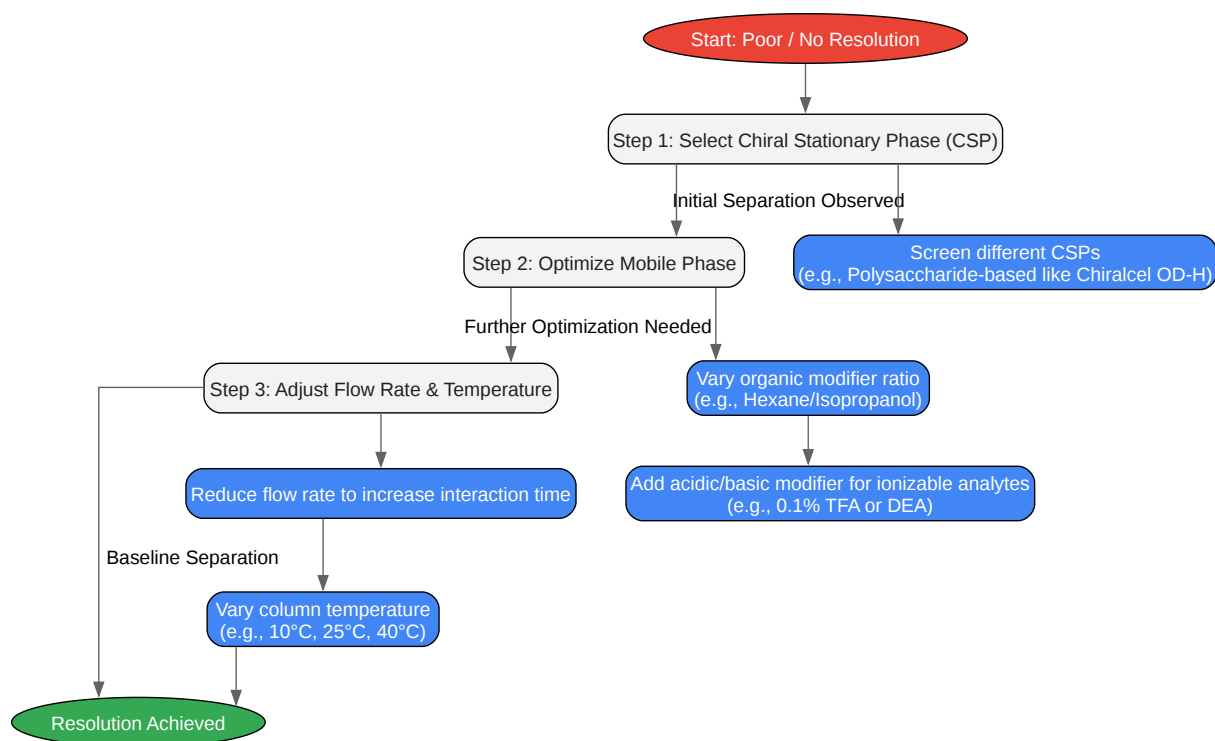 Start: Poor / No Resolution
Step 1: Select Chiral Stationary Phase (CSP)
Initial Separation Observed
Step 2: Optimize Mobile Phase
Screen different CSPs
(e.g., Polysaccharide-based like Chiralcel OD-H)
Further Optimization Needed
Step 3: Adjust Flow Rate & Temperature
Vary organic modifier ratio
(e.g., Hexane/Isopropanol)
Reduce flow rate to increase interaction time
Add acidic/basic modifier for ionizable analytes
(e.g., 0.1% TFA or DEA)
Baseline Separation
Vary column temperature
(e.g., 10°C, 25°C, 40°C)
Resolution Achieved